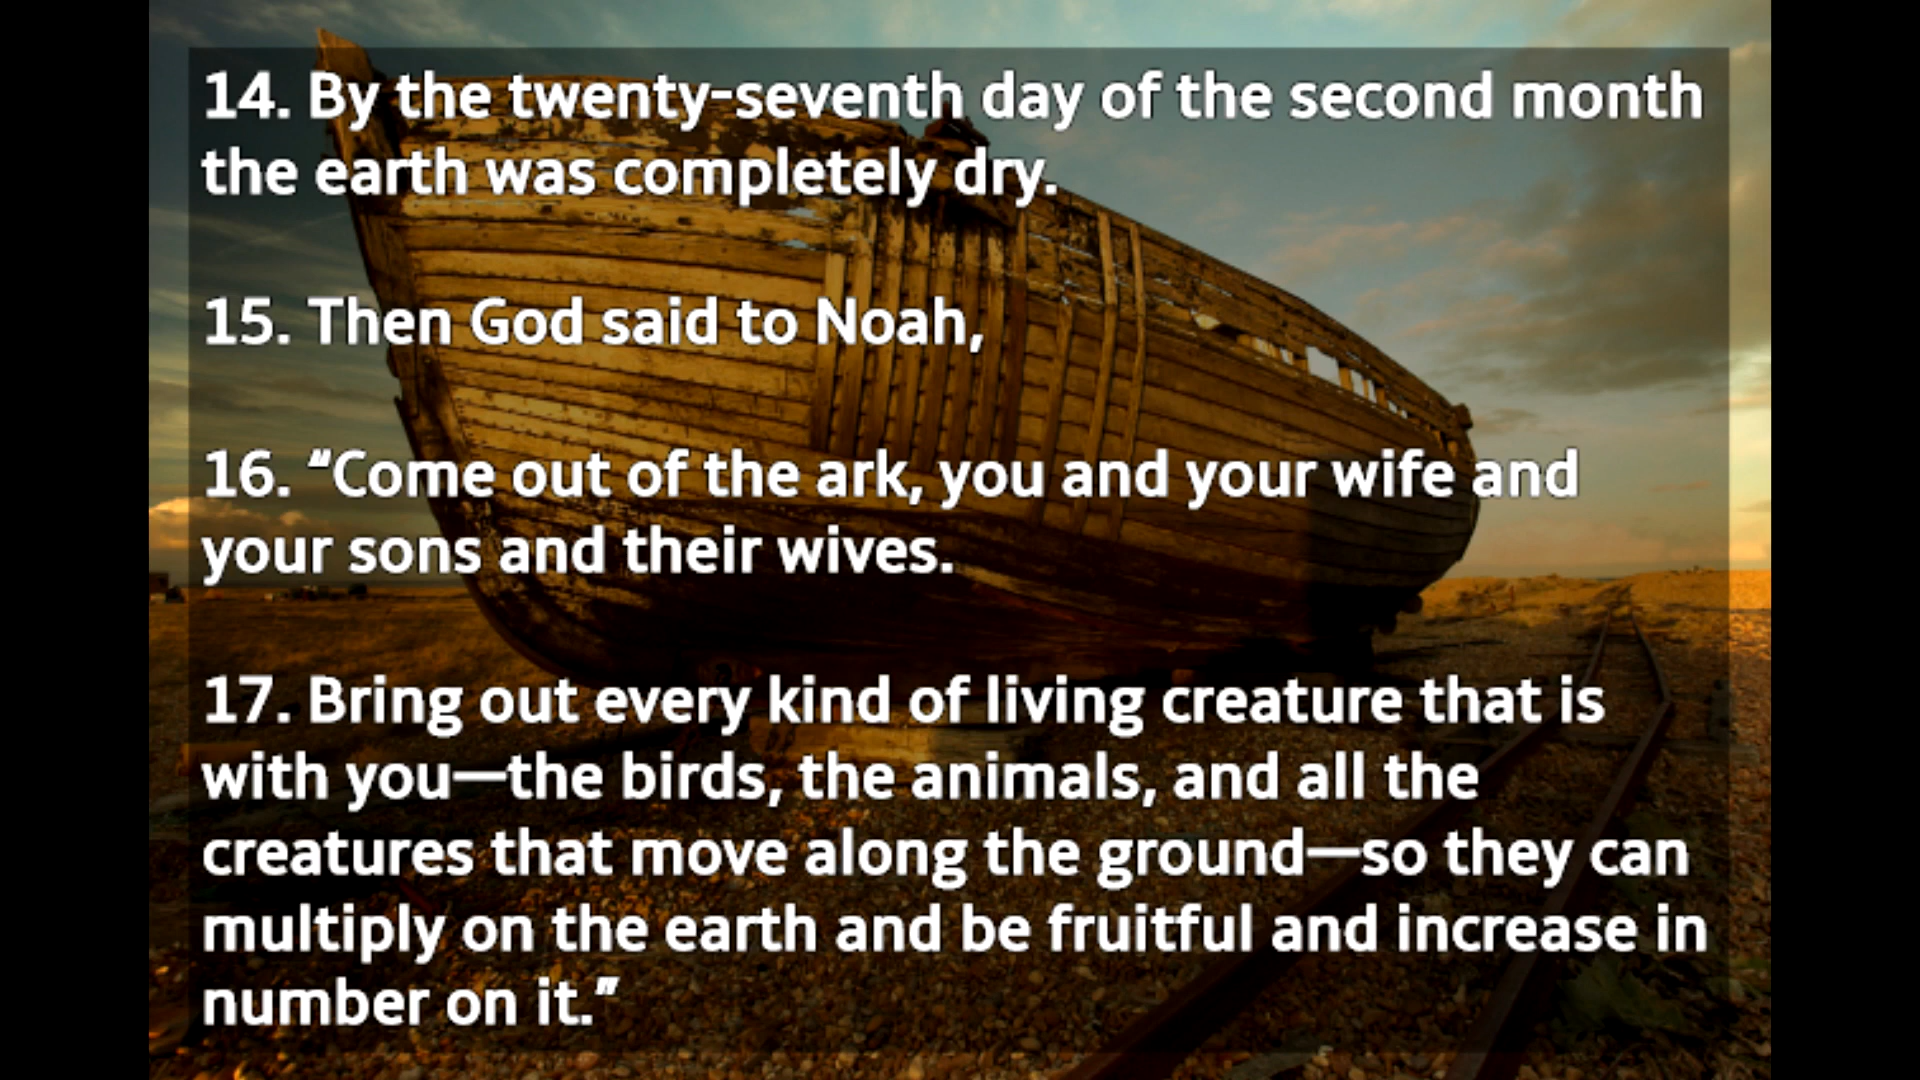 14. By the twenty-seventh day of the second month
the earth was completely dry.
15. Then God said to Noah,
16. “Come out of the ark, you and your wife and
your sons and their wives.
17. Bring out every kind of living creature that is
with you—the birds, the animals, and all the
creatures that move along the ground—so they can
multiply on the earth and be fruitful and increase in
number on it.”